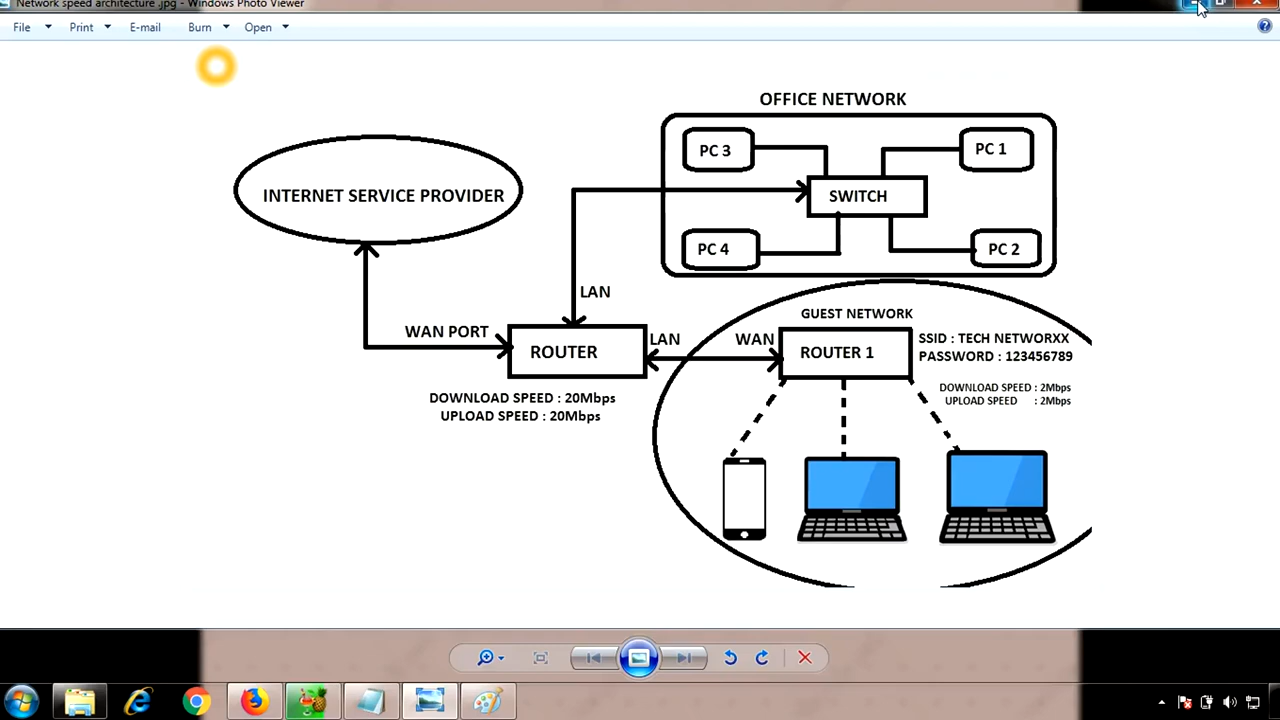 Network speed architecture .jpg - Windows Photo Viewer
File Print E-mail Burn Open
OFFICE NETWORK
PC 3
PC 1
INTERNET SERVICE PROVIDER
SWITCH
PC 4
PC 2
LAN
GUEST NETWORK
WAN PORT
ROUTER
LAN
WAN
ROUTER 1
SSID : TECH NETWORXX
PASSWORD : 123456789
DOWNLOAD SPEED : 20Mbps
UPLOAD SPEED : 20Mbps
DOWNLOAD SPEED : 2Mbps
UPLOAD SPEED : 2Mbps